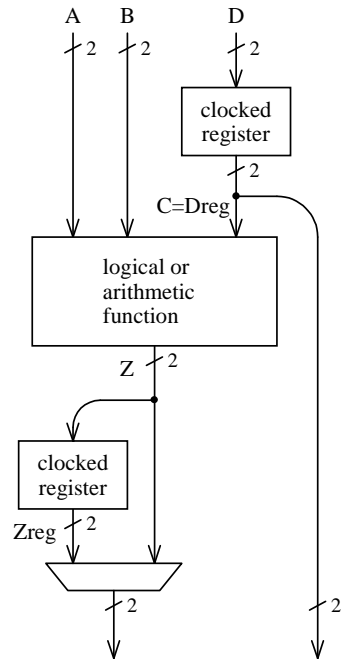 A B D
2 2 2
clocked
register
2
C=Dreg
logical or
arithmetic
function
Z 2
clocked
register
Zreg 2
2 2